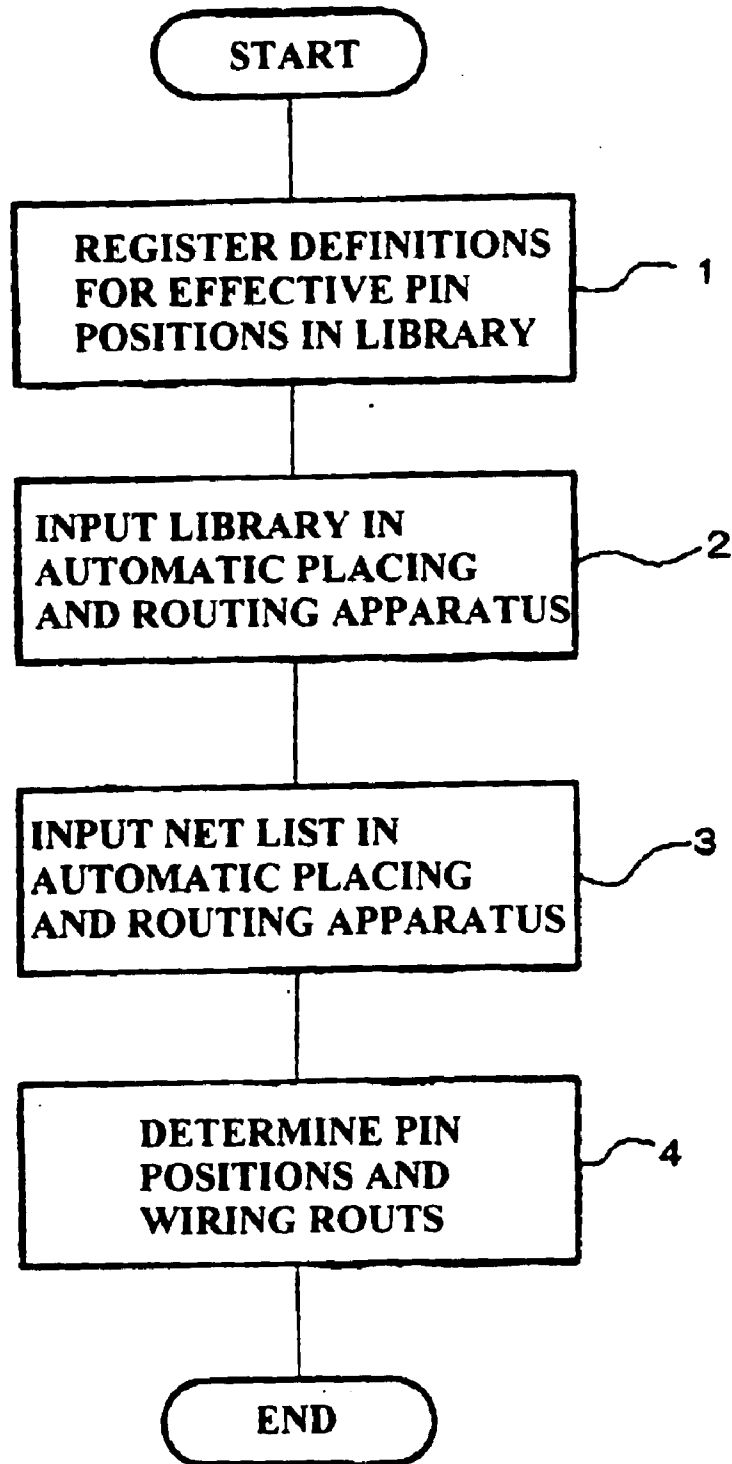 START
REGISTER DEFINITIONS
FOR EFFECTIVE PIN
POSITIONS IN LIBRARY
1
INPUT LIBRARY IN
AUTOMATIC PLACING
AND ROUTING APPARATUS
2
INPUT NET LIST IN
AUTOMATIC PLACING
AND ROUTING APPARATUS
3
DETERMINE PIN
POSITIONS AND
WIRING ROUTS
4
END